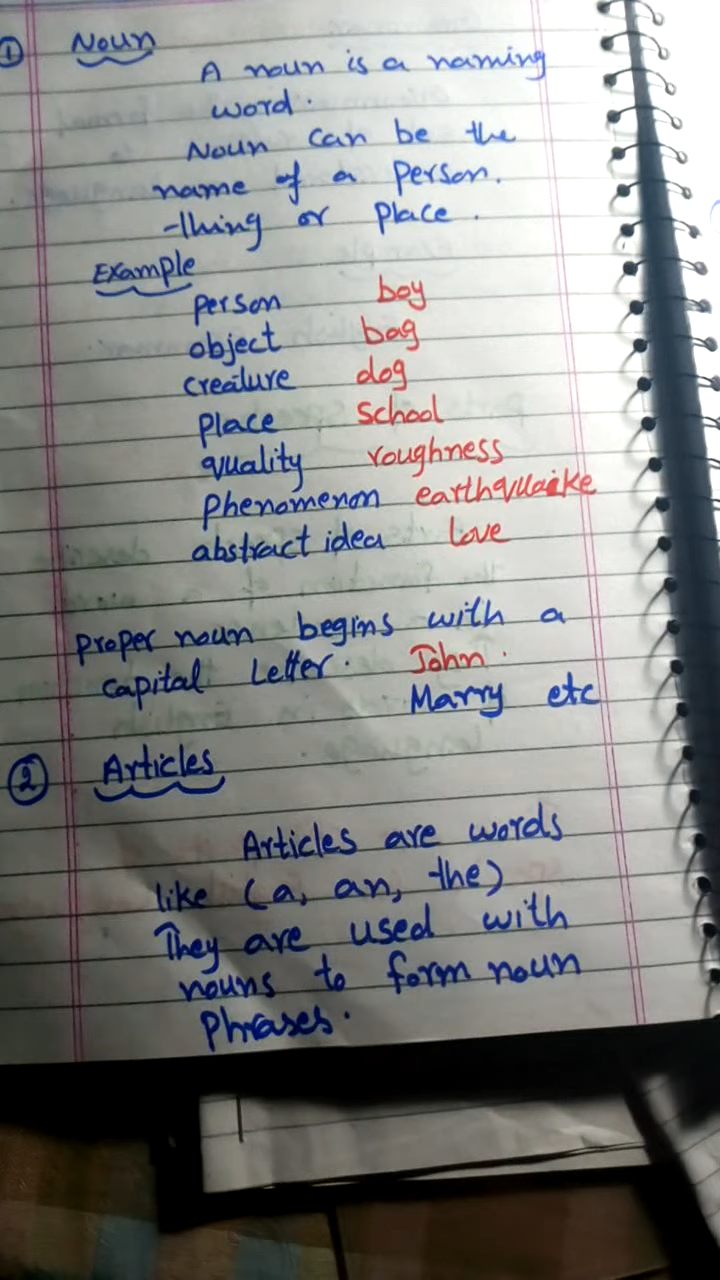 1 Noun
A noun is a naming
word.
Noun can be the
name of a person.
thing or place.
Example
person boy
object bag
creature dog
place School
quality roughness
phenomenon earthquake
abstract idea love
proper noun begins with a
capital Letter. John.
Marry etc
2 Articles
Articles are words
like (a, an, the)
They are used with
nouns to form noun
phrases.